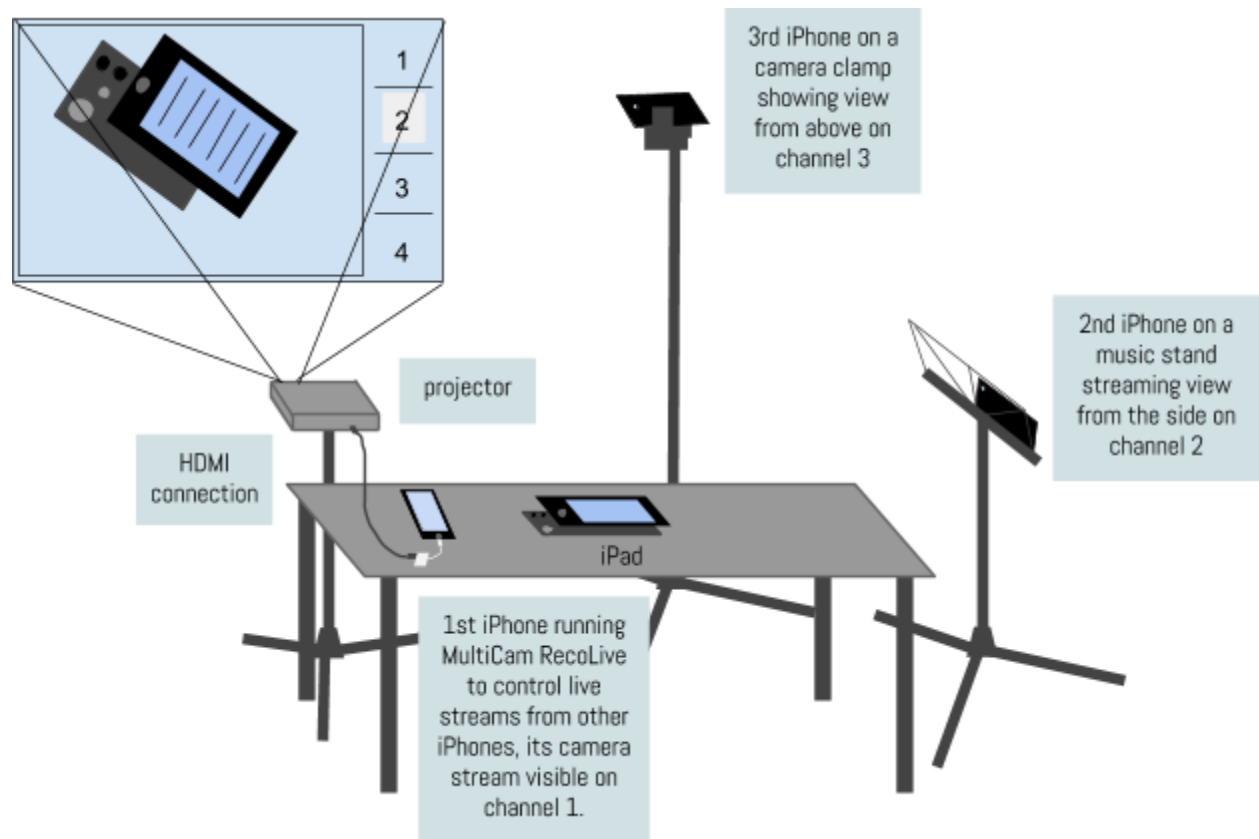 1
2
3
4
3rd iPhone on a
camera clamp
showing view
from above on
channel 3
2nd iPhone on a
music stand
streaming view
from the side on
channel 2
projector
HDMI
connection
iPad
1st iPhone running
MultiCam RecoLive
to control live
streams from other
iPhones, its camera
stream visible on
channel 1.